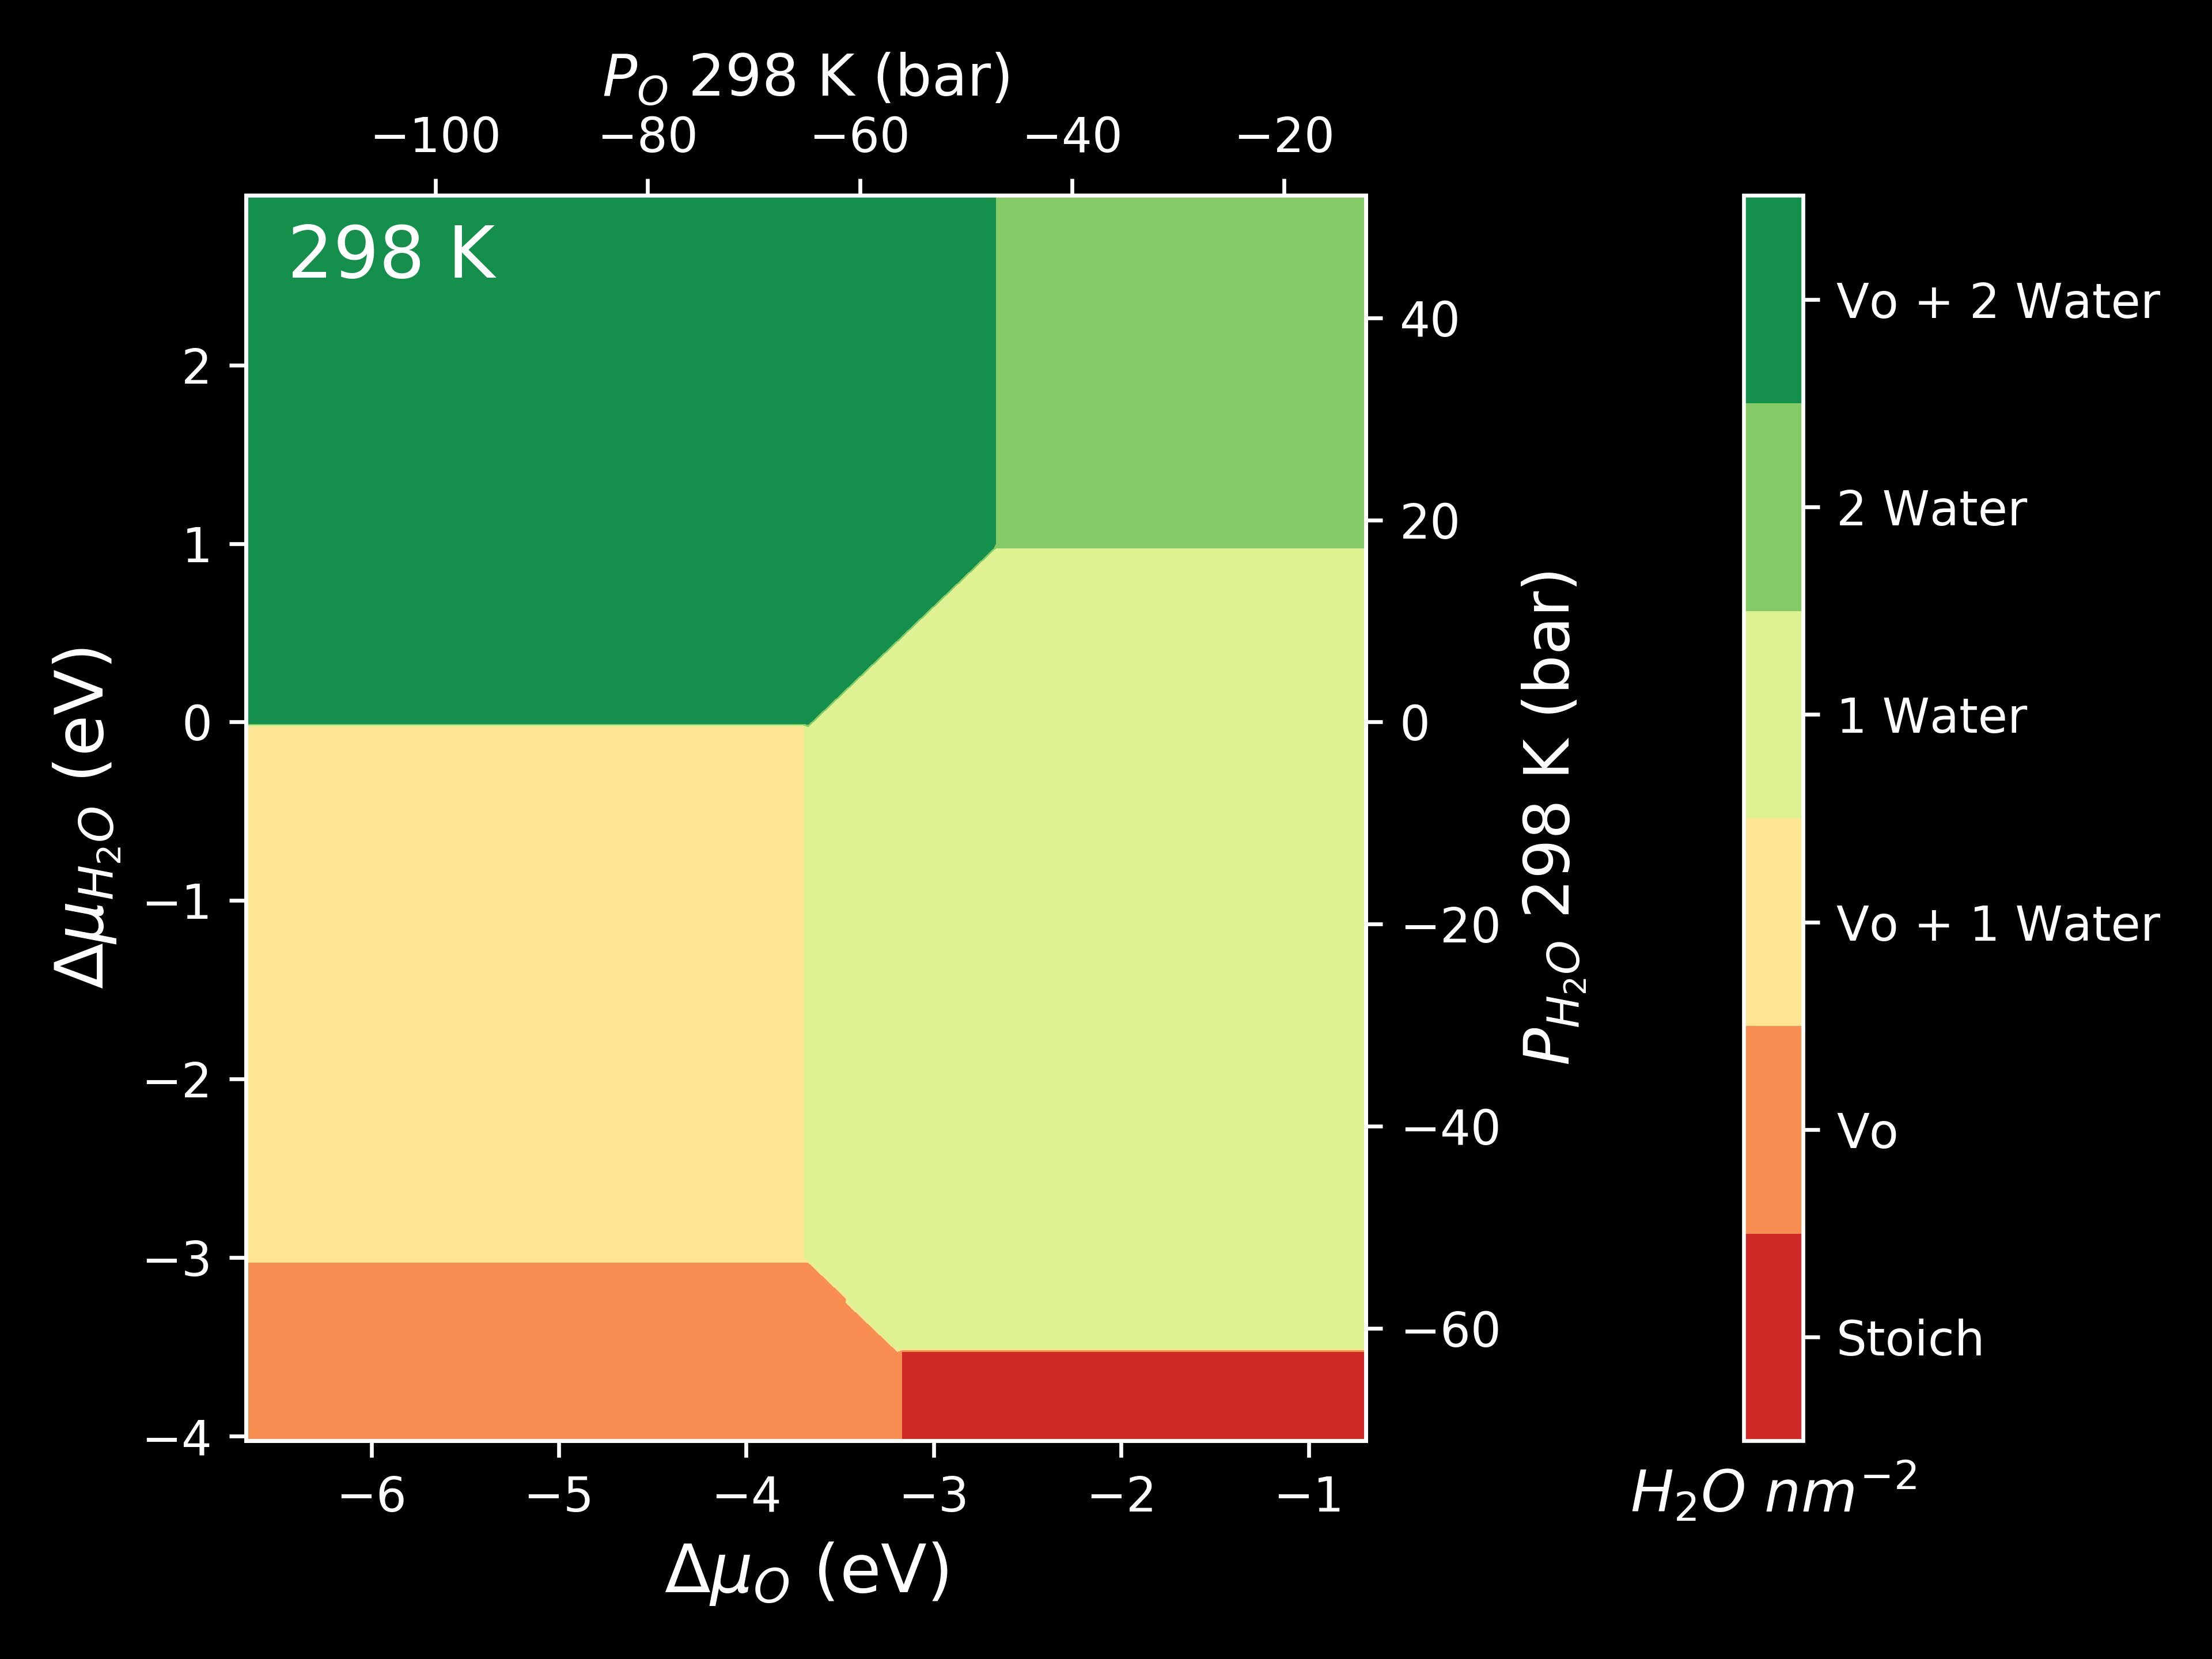 P_O 298 K (bar)
−100 −80 −60 −40 −20
298 K
2
1
0
−1
−2
−3
−4
Δμ_{H_2O} (eV)
−6 −5 −4 −3 −2 −1
Δμ_O (eV)
40
20
0
−20
−40
−60
P_{H_2O} 298 K (bar)
Vo + 2 Water
2 Water
1 Water
Vo + 1 Water
Vo
Stoich
H_2O nm^{−2}